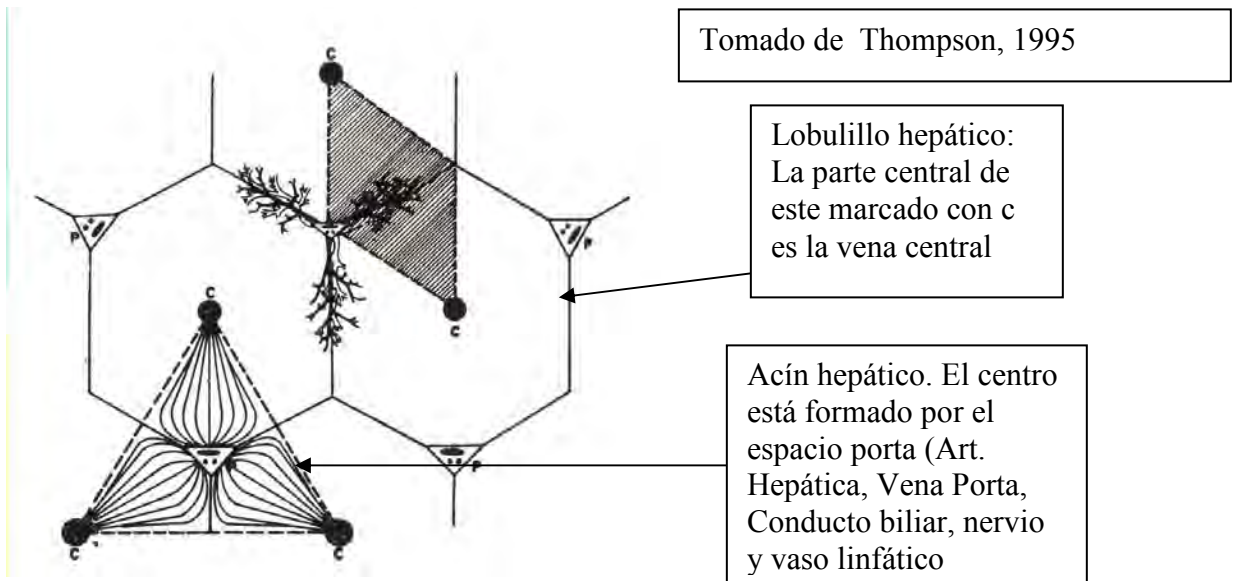 Tomado de Thompson, 1995
Lobulillo hepático:
La parte central de
este marcado con c
es la vena central
Acín hepático. El centro
está formado por el
espacio porta (Art.
Hepática, Vena Porta,
Conducto biliar, nervio
y vaso linfático
C
P
P
C
C
P
C
C